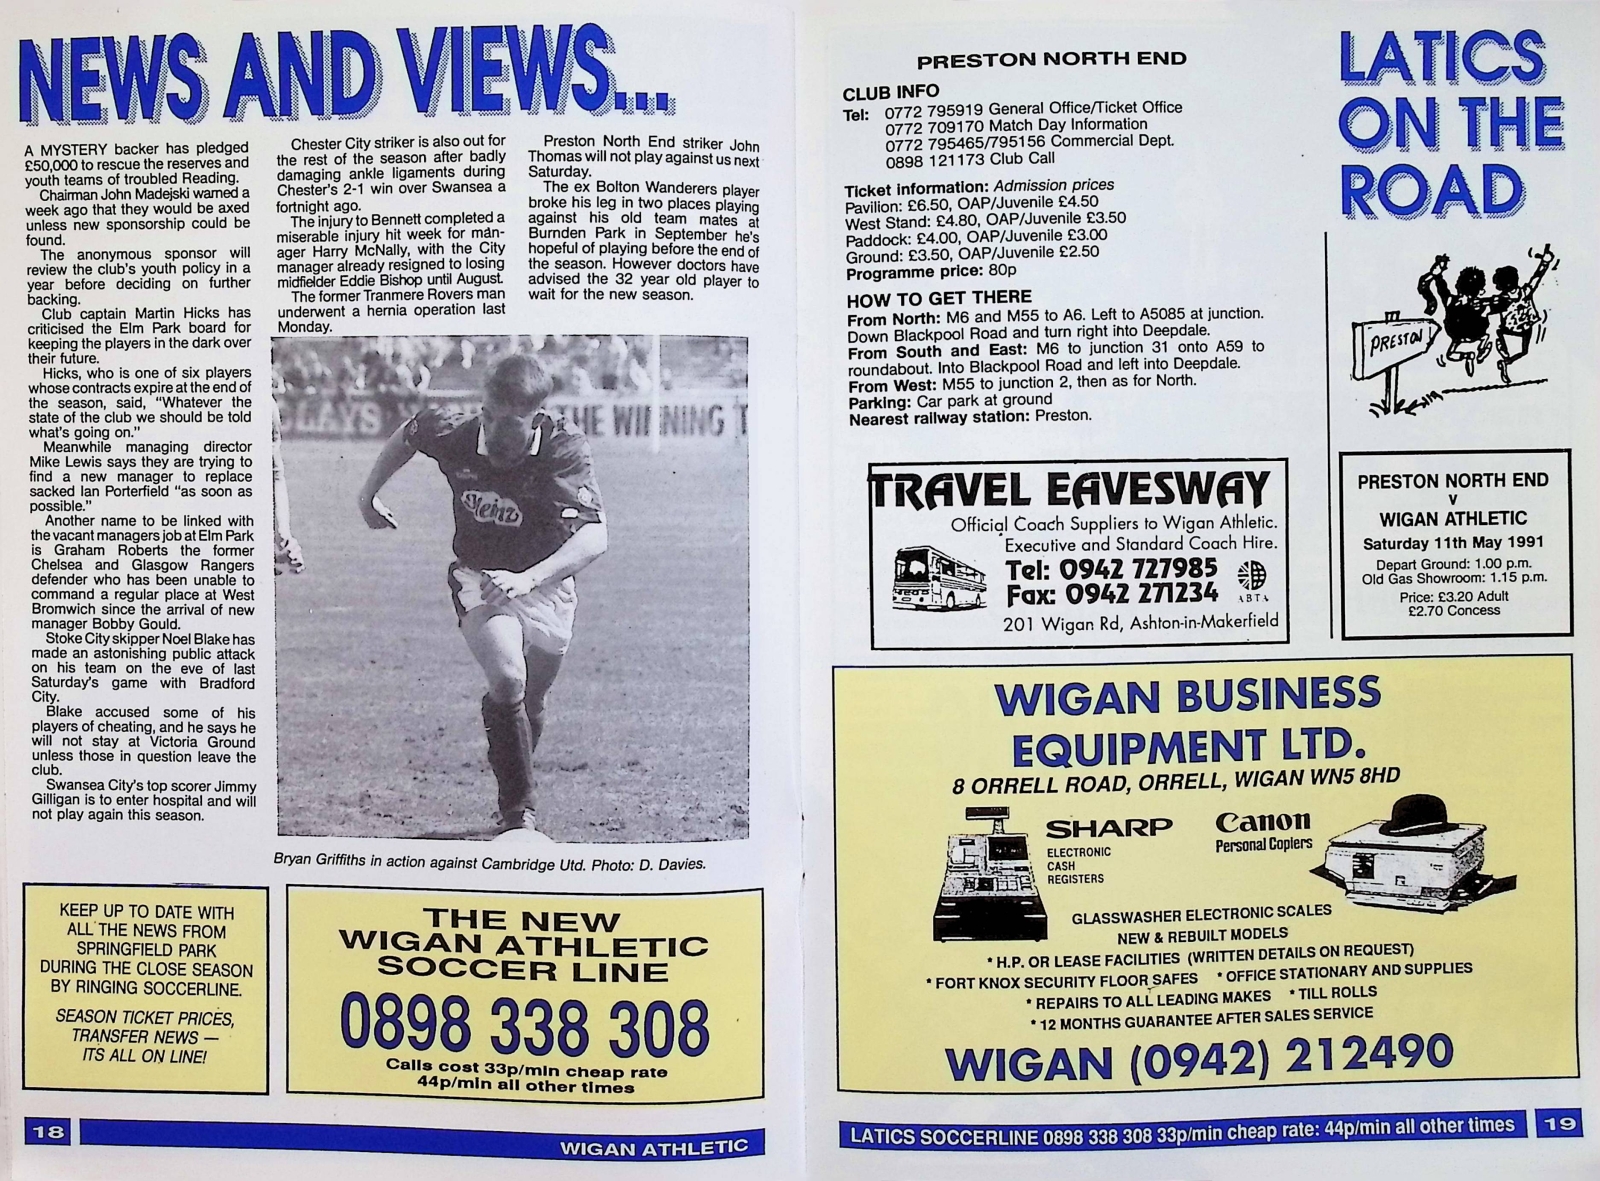 NEWS AND VIEWS...
A MYSTERY backer has pledged
£50,000 to rescue the reserves and
youth teams of troubled Reading.
Chairman John Madejski warned a
week ago that they would be axed
unless new sponsorship could be
found.
The anonymous sponsor will
review the club's youth policy in a
year before deciding on further
backing.
Club captain Martin Hicks has
criticised the Elm Park board for
keeping the players in the dark over
their future.
Hicks, who is one of six players
whose contracts expire at the end of
the season, said, "Whatever the
state of the club we should be told
what's going on."
Meanwhile managing director
Mike Lewis says they are trying to
find a new manager to replace
sacked Ian Porterfield "as soon as
possible."
Another name to be linked with
the vacant managers job at Elm Park
is Graham Roberts the former
Chelsea and Glasgow Rangers
defender who has been unable to
command a regular place at West
Bromwich since the arrival of new
manager Bobby Gould.
Stoke City skipper Noel Blake has
made an astonishing public attack
on his team on the eve of last
Saturday's game with Bradford
City.
Blake accused some of his
players of cheating, and he says he
will not stay at Victoria Ground
unless those in question leave the
club.
Swansea City's top scorer Jimmy
Gilligan is to enter hospital and will
not play again this season.
Chester City striker is also out for
the rest of the season after badly
damaging ankle ligaments during
Chester's 2-1 win over Swansea a
fortnight ago.
The injury to Bennett completed a
miserable injury hit week for man-
ager Harry McNally, with the City
manager already resigned to losing
midfielder Eddie Bishop until August.
The former Tranmere Rovers man
underwent a hernia operation last
Monday.
Preston North End striker John
Thomas will not play against us next
Saturday.
The ex Bolton Wanderers player
broke his leg in two places playing
against his old team mates at
Burnden Park in September he's
hopeful of playing before the end of
the season. However doctors have
advised the 32 year old player to
wait for the new season.
CLAYS
THE WINNING T
Heinz
Bryan Griffiths in action against Cambridge Utd. Photo: D. Davies.
KEEP UP TO DATE WITH
ALL THE NEWS FROM
SPRINGFIELD PARK
DURING THE CLOSE SEASON
BY RINGING SOCCERLINE.
SEASON TICKET PRICES,
TRANSFER NEWS —
ITS ALL ON LINE!
THE NEW
WIGAN ATHLETIC
SOCCER LINE
0898 338 308
Calls cost 33p/min cheap rate
44p/min all other times
18
WIGAN ATHLETIC
PRESTON NORTH END
CLUB INFO
Tel: 0772 795919 General Office/Ticket Office
0772 709170 Match Day Information
0772 795465/795156 Commercial Dept.
0898 121173 Club Call
Ticket information: Admission prices
Pavilion: £6.50, OAP/Juvenile £4.50
West Stand: £4.80, OAP/Juvenile £3.50
Paddock: £4.00, OAP/Juvenile £3.00
Ground: £3.50, OAP/Juvenile £2.50
Programme price: 80p
HOW TO GET THERE
From North: M6 and M55 to A6. Left to A5085 at junction.
Down Blackpool Road and turn right into Deepdale.
From South and East: M6 to junction 31 onto A59 to
roundabout. Into Blackpool Road and left into Deepdale.
From West: M55 to junction 2, then as for North.
Parking: Car park at ground
Nearest railway station: Preston.
LATICS
ON THE
ROAD
PRESTON
TRAVEL EAVESWAY
Official Coach Suppliers to Wigan Athletic.
Executive and Standard Coach Hire.
Tel: 0942 727985
Fax: 0942 271234
ABTA
201 Wigan Rd, Ashton-in-Makerfield
PRESTON NORTH END
v
WIGAN ATHLETIC
Saturday 11th May 1991
Depart Ground: 1.00 p.m.
Old Gas Showroom: 1.15 p.m.
Price: £3.20 Adult
£2.70 Concess
WIGAN BUSINESS
EQUIPMENT LTD.
8 ORRELL ROAD, ORRELL, WIGAN WN5 8HD
SHARP
ELECTRONIC
CASH
REGISTERS
Canon
Personal Copiers
GLASSWASHER ELECTRONIC SCALES
NEW & REBUILT MODELS
* H.P. OR LEASE FACILITIES (WRITTEN DETAILS ON REQUEST)
* FORT KNOX SECURITY FLOOR SAFES * OFFICE STATIONARY AND SUPPLIES
* REPAIRS TO ALL LEADING MAKES * TILL ROLLS
* 12 MONTHS GUARANTEE AFTER SALES SERVICE
WIGAN (0942) 212490
LATICS SOCCERLINE 0898 338 308 33p/min cheap rate: 44p/min all other times
19